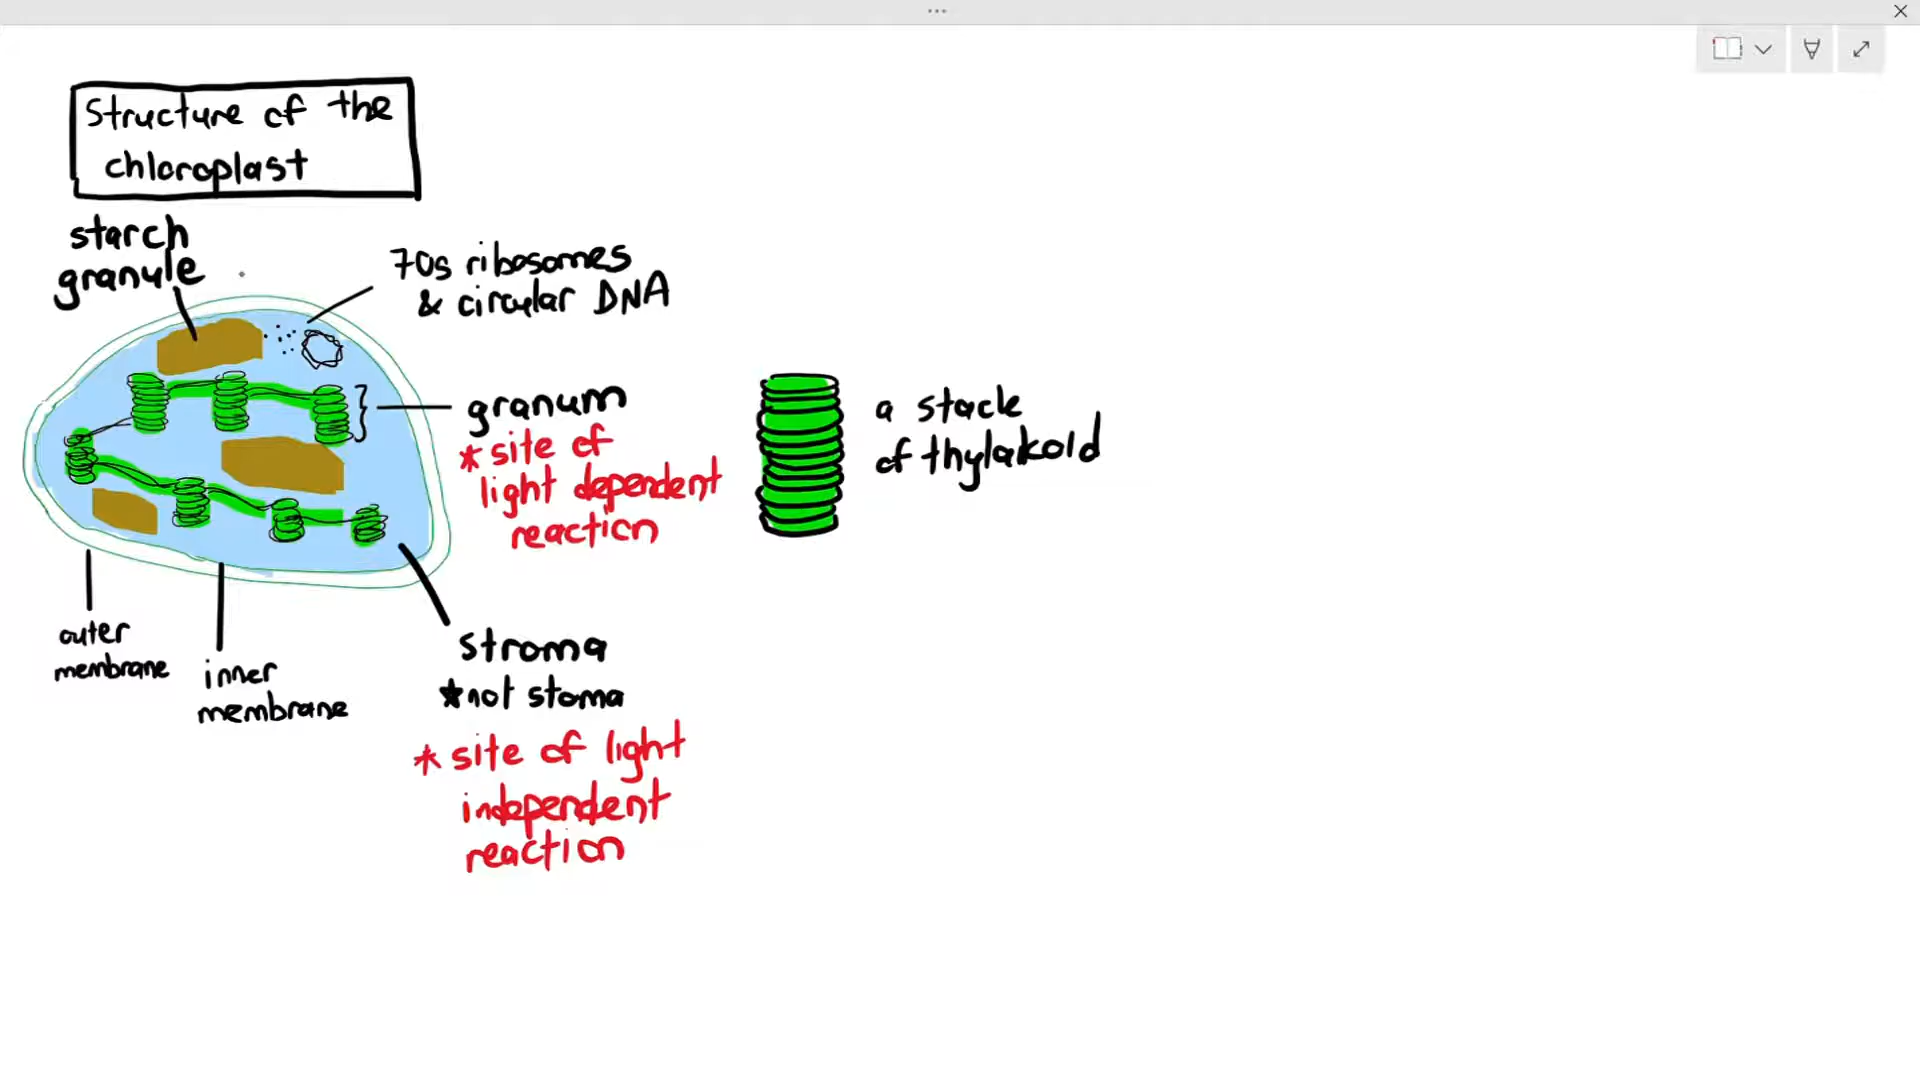 Structure of the
chloroplast
starch
granule
70s ribosomes
& circular DNA
granum
* site of
light dependent
reaction
a stack
of thylakoid
outer
membrane
inner
membrane
stroma
* not stoma
* site of light
independent
reaction